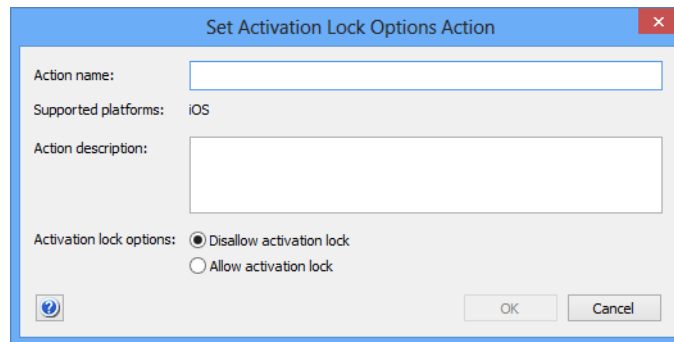 Set Activation Lock Options Action
Action name:
Supported platforms: iOS
Action description:
Activation lock options: Disallow activation lock
Allow activation lock
OK Cancel